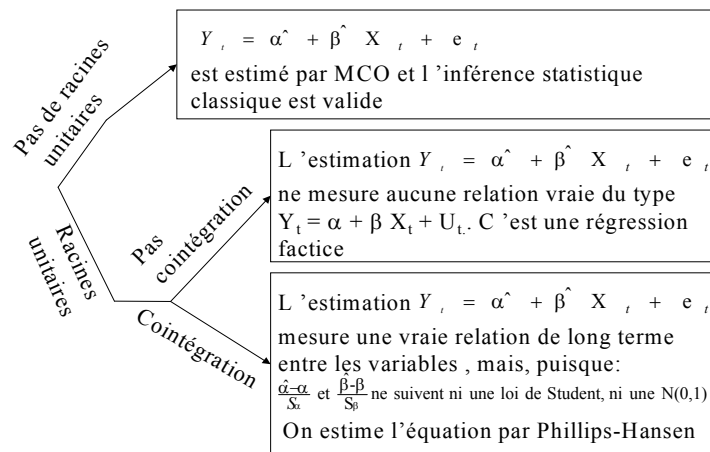 Y t = α^ + β^ X t + e t
est estimé par MCO et l ’inférence statistique
classique est valide
Pas de racines
unitaires
L ’estimation Y t = α^ + β^ X t + e t
ne mesure aucune relation vraie du type
Yt = α + β Xt + Ut.. C ’est une régression
factice
Racines
unitaires
Pas
cointégration
Cointégration
L ’estimation Y t = α^ + β^ X t + e t
mesure une vraie relation de long terme
entre les variables , mais, puisque:
α̂-α/Sα et β̂-β/Sβ ne suivent ni une loi de Student, ni une N(0,1)
On estime l’équation par Phillips-Hansen